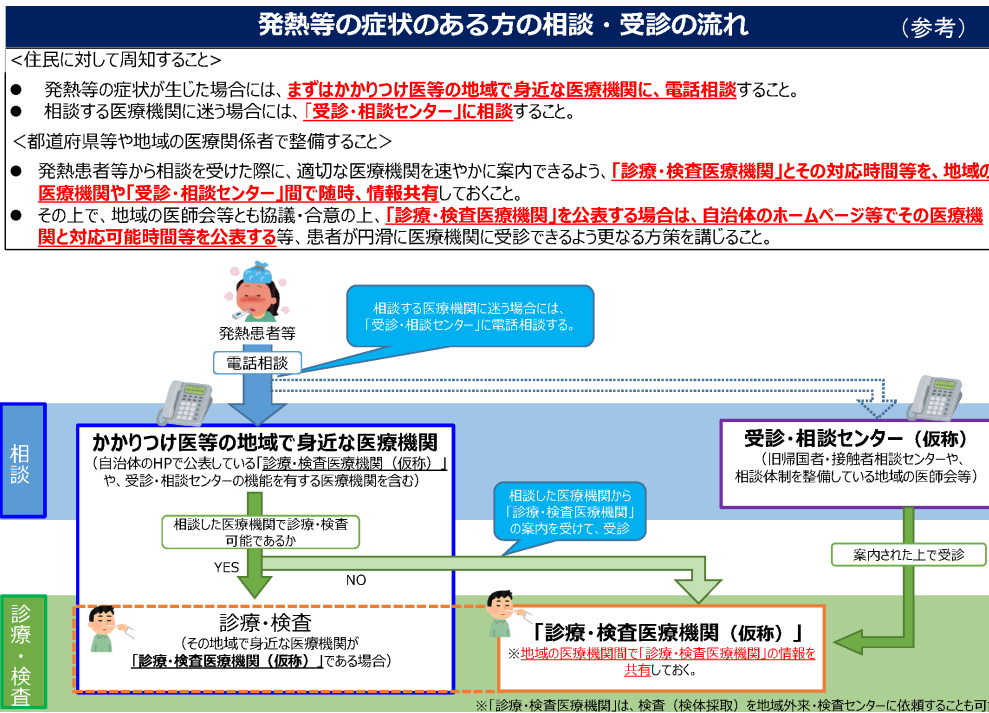 発熱等の症状のある方の相談・受診の流れ （参考）
<住民に対して周知すること>
● 発熱等の症状が生じた場合には、まずはかかりつけ医等の地域で身近な医療機関に、電話相談すること。
● 相談する医療機関に迷う場合には、「受診・相談センター」に相談すること。
<都道府県等や地域の医療関係者で整備すること>
● 発熱患者等から相談を受けた際に、適切な医療機関を速やかに案内できるよう、「診療・検査医療機関」とその対応時間等を、地域の
医療機関や「受診・相談センター」間で随時、情報共有しておくこと。
● その上で、地域の医師会等とも協議・合意の上、「診療・検査医療機関」を公表する場合は、自治体のホームページ等でその医療機
関と対応可能時間等を公表する等、患者が円滑に医療機関に受診できるよう更なる方策を講じること。
発熱患者等
相談する医療機関に迷う場合には、
「受診・相談センター」に電話相談する。
電話相談
相談
かかりつけ医等の地域で身近な医療機関
（自治体のHPで公表している「診療・検査医療機関（仮称）」
や、受診・相談センターの機能を有する医療機関を含む）
受診・相談センター（仮称）
（旧帰国者・接触者相談センターや、
相談体制を整備している地域の医師会等）
相談した医療機関で診療・検査
可能であるか
相談した医療機関から
「診療・検査医療機関」
の案内を受けて、受診
案内された上で受診
YES
NO
診療・検査
診療・検査
（その地域で身近な医療機関が
「診療・検査医療機関（仮称）」である場合）
「診療・検査医療機関（仮称）」
※地域の医療機関間で「診療・検査医療機関」の情報を
共有しておく。
※「診療・検査医療機関」は、検査（検体採取）を地域外来・検査センターに依頼することも可